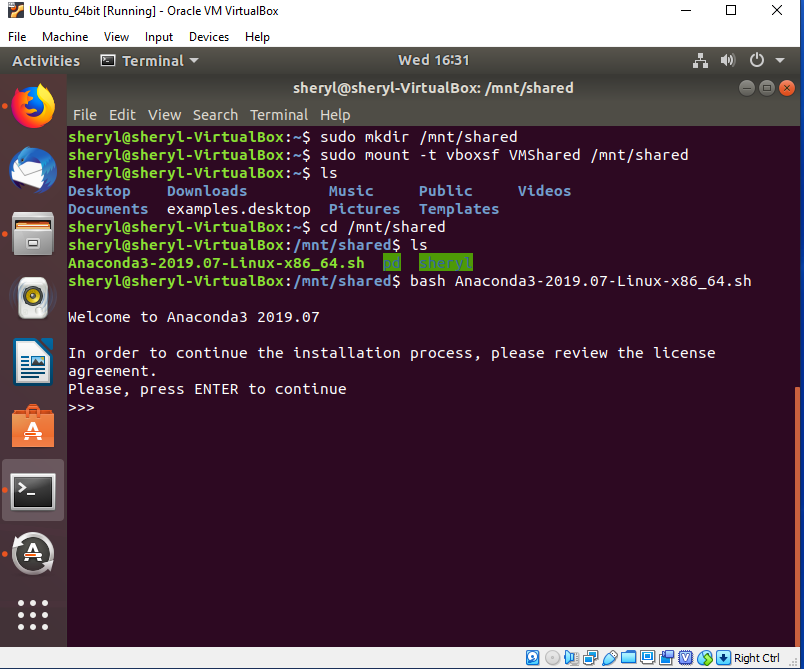 Ubuntu_64bit [Running] - Oracle VM VirtualBox
File Machine View Input Devices Help
Activities Terminal Wed 16:31
sheryl@sheryl-VirtualBox: /mnt/shared
File Edit View Search Terminal Help
sheryl@sheryl-VirtualBox:~$ sudo mkdir /mnt/shared
sheryl@sheryl-VirtualBox:~$ sudo mount -t vboxsf VMShared /mnt/shared
sheryl@sheryl-VirtualBox:~$ ls
Desktop Downloads Music Public Videos
Documents examples.desktop Pictures Templates
sheryl@sheryl-VirtualBox:~$ cd /mnt/shared
sheryl@sheryl-VirtualBox:/mnt/shared$ ls
Anaconda3-2019.07-Linux-x86_64.sh pd sheryl
sheryl@sheryl-VirtualBox:/mnt/shared$ bash Anaconda3-2019.07-Linux-x86_64.sh
Welcome to Anaconda3 2019.07
In order to continue the installation process, please review the license
agreement.
Please, press ENTER to continue
>>>
Right Ctrl